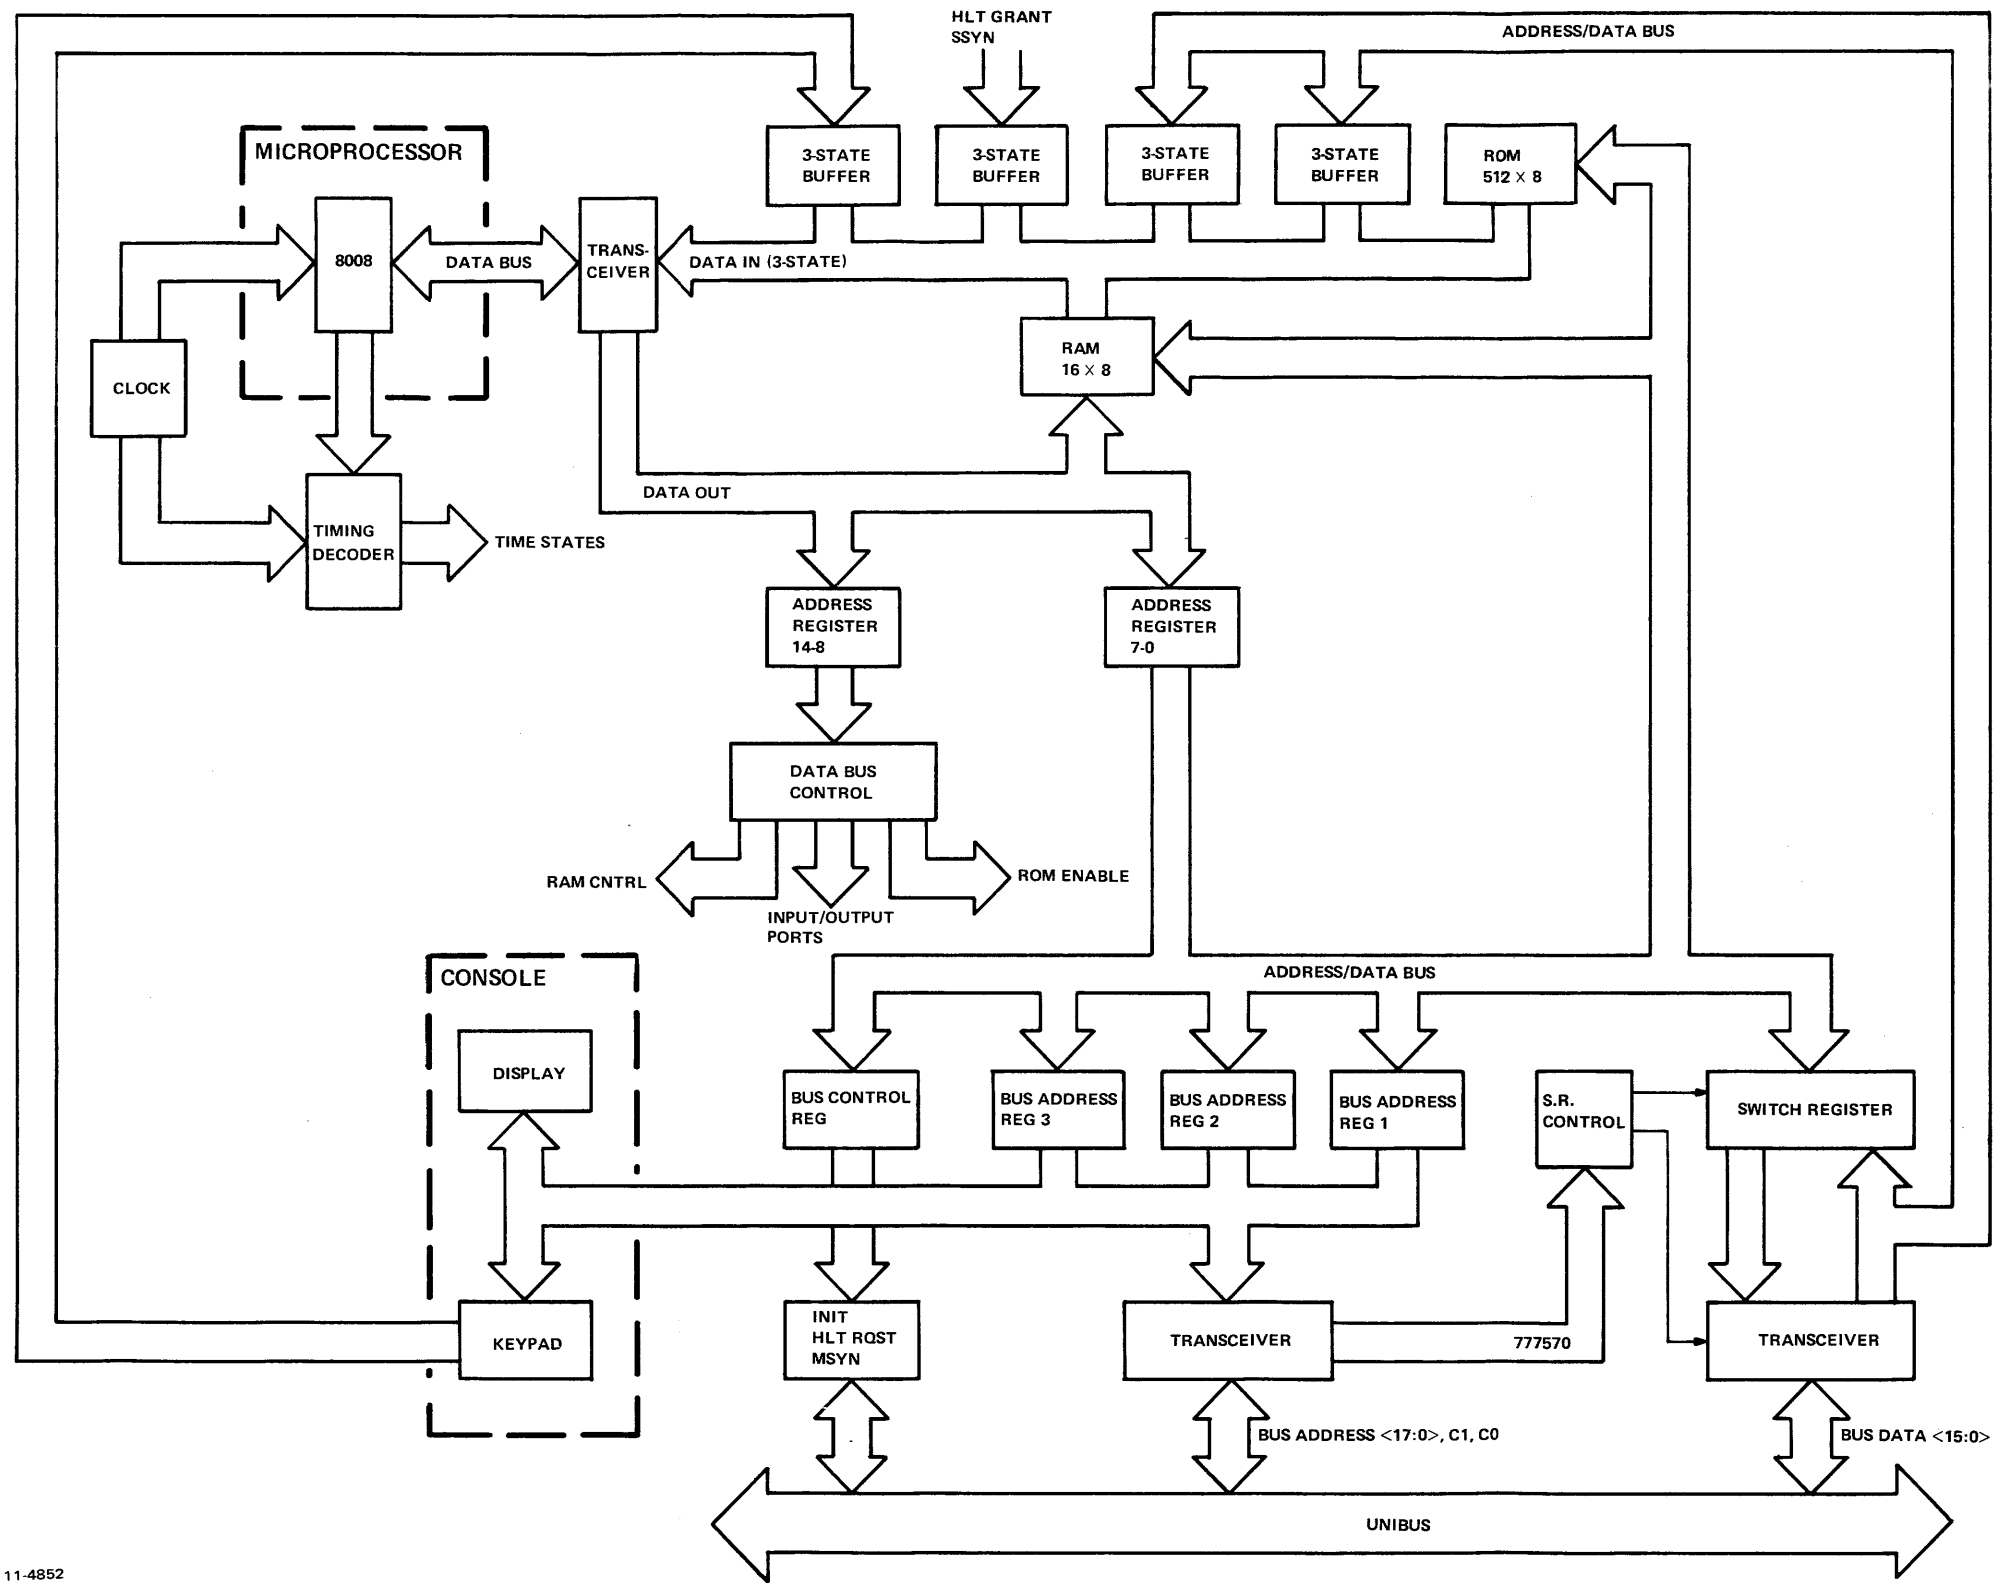 HLT GRANT
SSYN
ADDRESS/DATA BUS
MICROPROCESSOR
3-STATE
BUFFER
3-STATE
BUFFER
3-STATE
BUFFER
3-STATE
BUFFER
ROM
512 × 8
8008
DATA BUS
TRANS-
CEIVER
DATA IN (3-STATE)
CLOCK
RAM
16 × 8
DATA OUT
TIMING
DECODER
TIME STATES
ADDRESS
REGISTER
14-8
ADDRESS
REGISTER
7-0
DATA BUS
CONTROL
RAM CNTRL
INPUT/OUTPUT
PORTS
ROM ENABLE
ADDRESS/DATA BUS
CONSOLE
DISPLAY
BUS CONTROL
REG
BUS ADDRESS
REG 3
BUS ADDRESS
REG 2
BUS ADDRESS
REG 1
S.R.
CONTROL
SWITCH REGISTER
KEYPAD
INIT
HLT RQST
MSYN
TRANSCEIVER
777570
TRANSCEIVER
BUS ADDRESS <17:0>, C1, C0
BUS DATA <15:0>
UNIBUS
11-4852